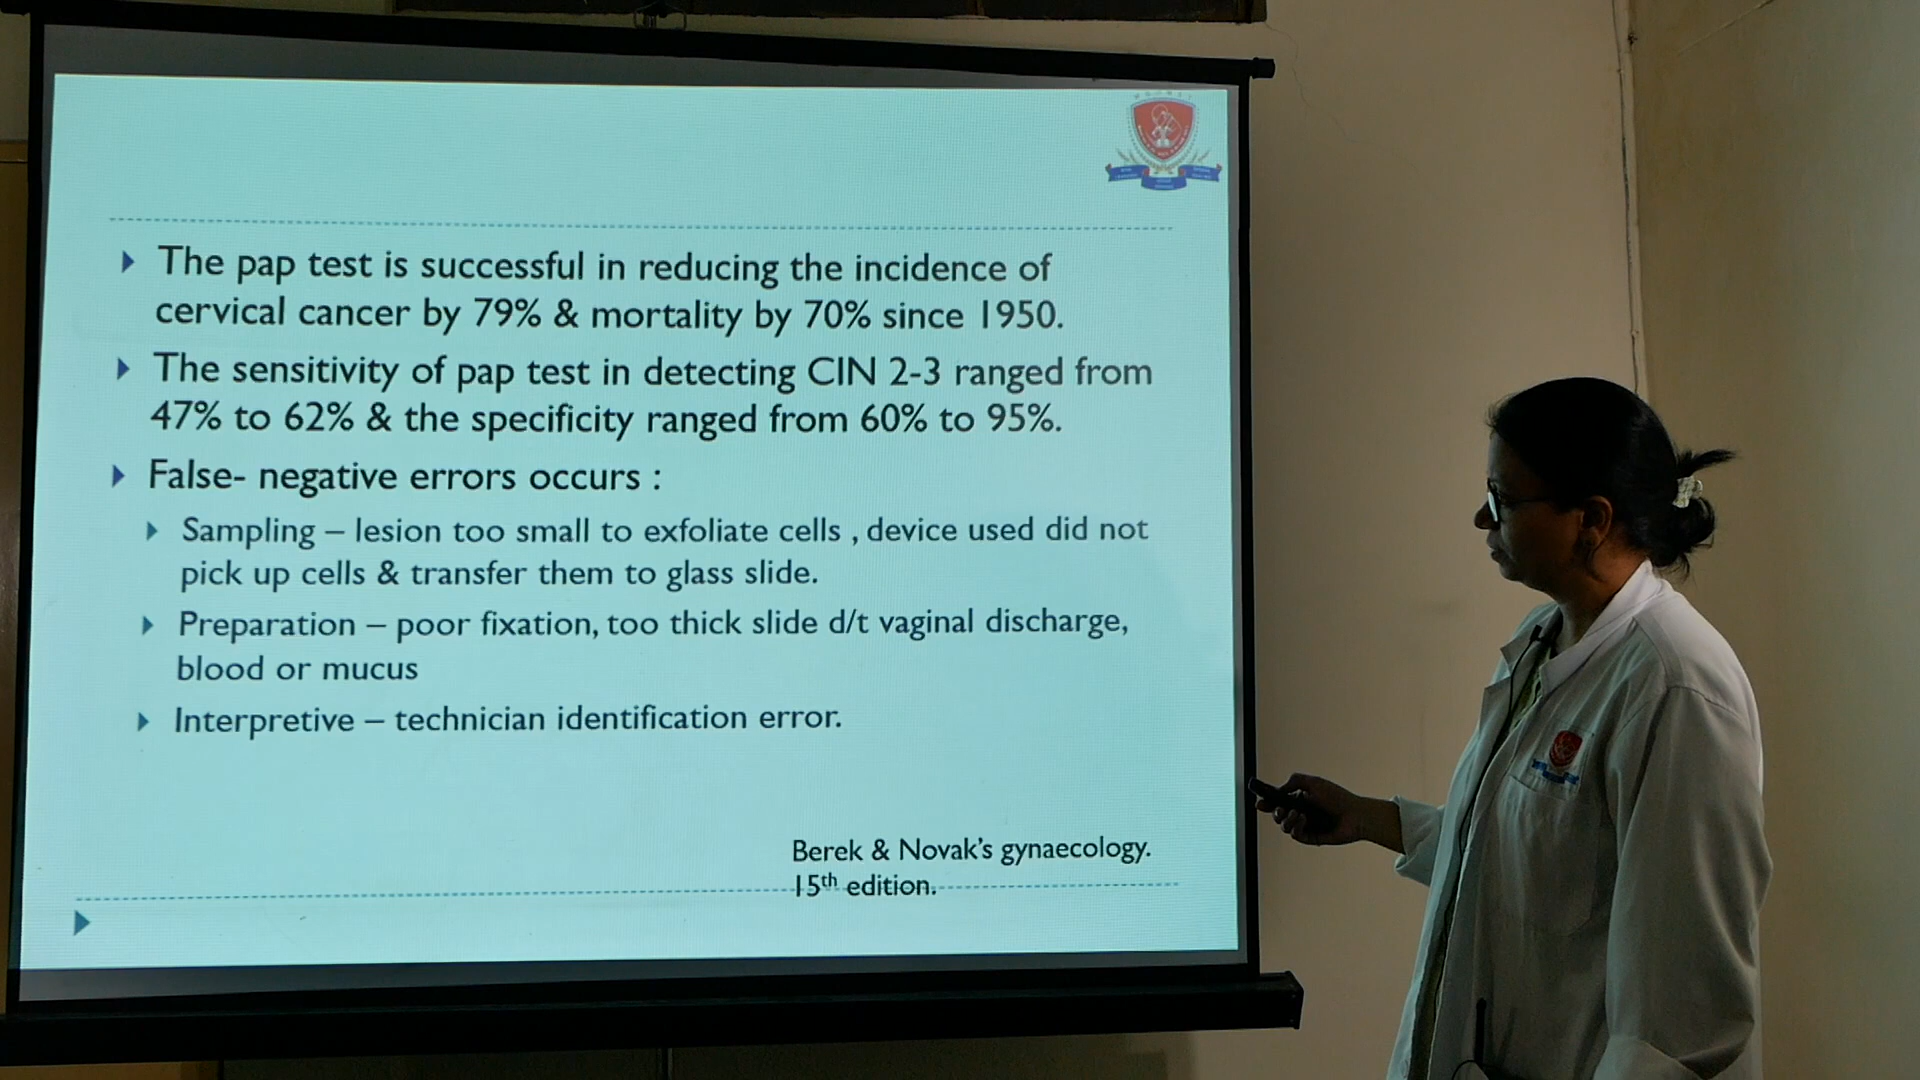 The pap test is successful in reducing the incidence of
cervical cancer by 79% & mortality by 70% since 1950.
The sensitivity of pap test in detecting CIN 2-3 ranged from
47% to 62% & the specificity ranged from 60% to 95%.
False- negative errors occurs :
Sampling – lesion too small to exfoliate cells , device used did not
pick up cells & transfer them to glass slide.
Preparation – poor fixation, too thick slide d/t vaginal discharge,
blood or mucus
Interpretive – technician identification error.
Berek & Novak's gynaecology.
15th edition.